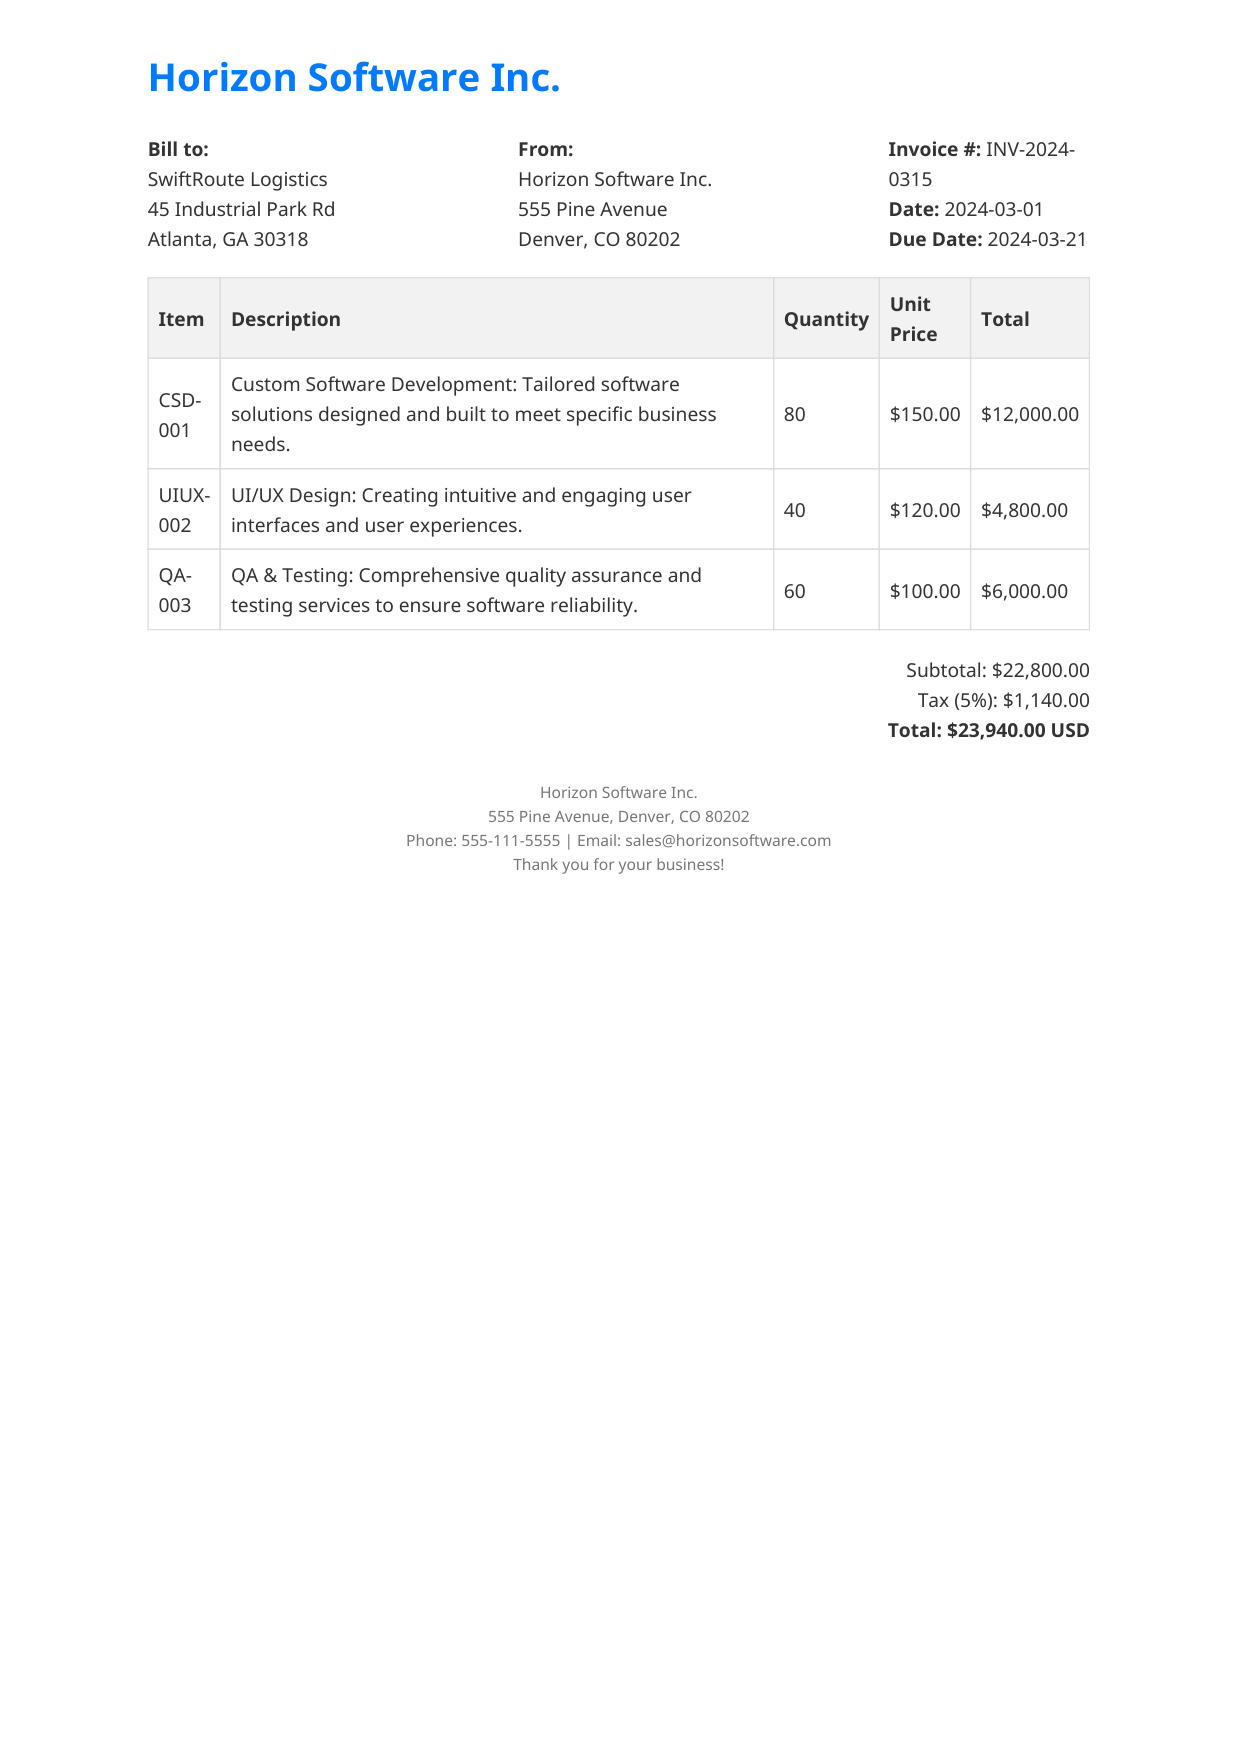 Horizon Software Inc.
Bill to:
SwiftRoute Logistics
45 Industrial Park Rd
Atlanta, GA 30318
From:
Horizon Software Inc.
555 Pine Avenue
Denver, CO 80202
Invoice #: INV-2024-
0315
Date: 2024-03-01
Due Date: 2024-03-21
Item Description Quantity Unit Price Total
CSD-001 Custom Software Development: Tailored software
solutions designed and built to meet specific business
needs. 80 $150.00 $12,000.00
UIUX-002 UI/UX Design: Creating intuitive and engaging user
interfaces and user experiences. 40 $120.00 $4,800.00
QA-003 QA & Testing: Comprehensive quality assurance and
testing services to ensure software reliability. 60 $100.00 $6,000.00
Subtotal: $22,800.00
Tax (5%): $1,140.00
Total: $23,940.00 USD
Horizon Software Inc.
555 Pine Avenue, Denver, CO 80202
Phone: 555-111-5555 | Email: sales@horizonsoftware.com
Thank you for your business!